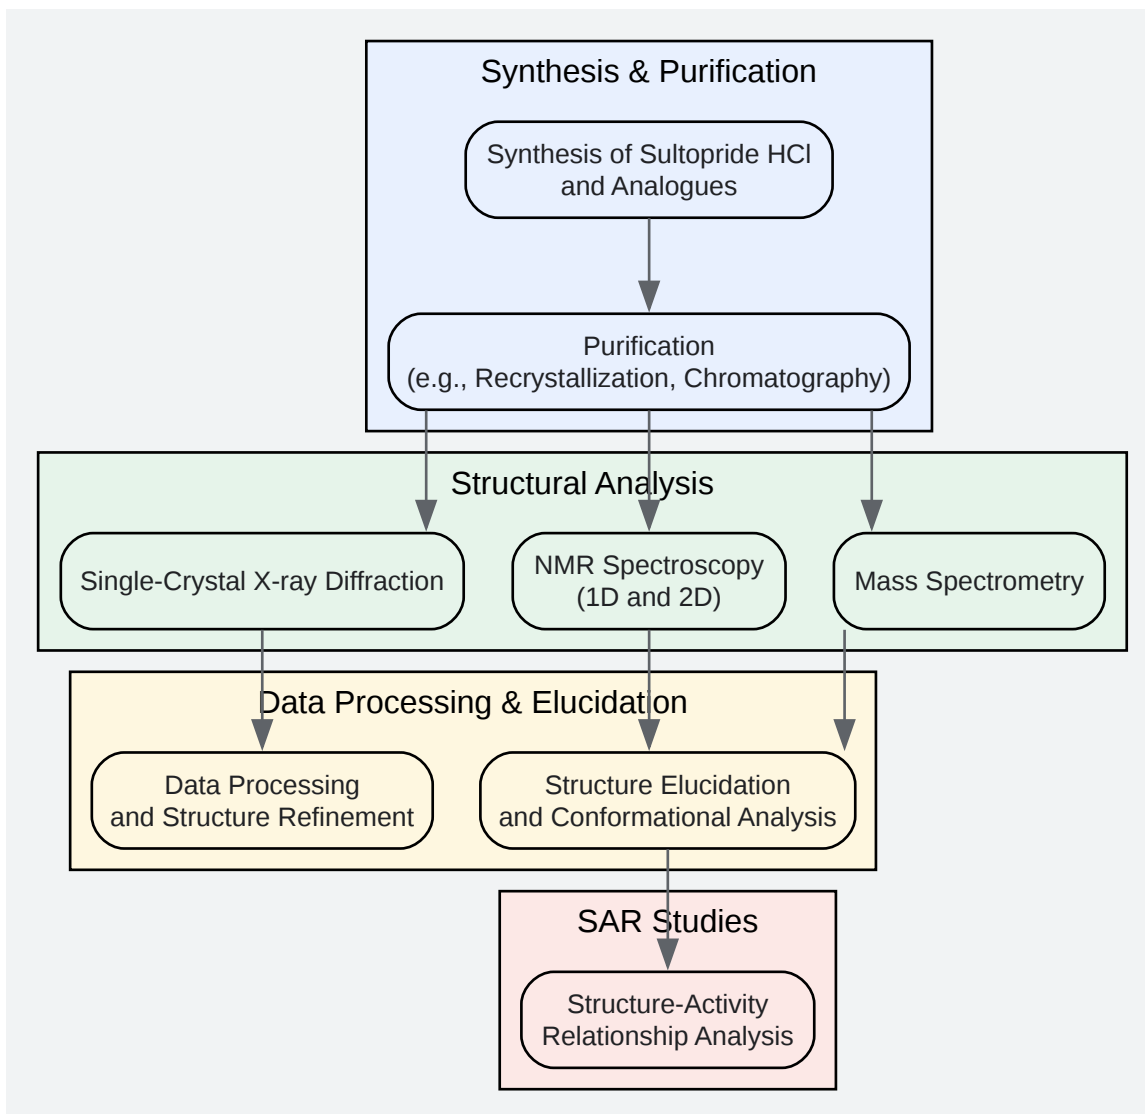 Synthesis & Purification
Synthesis of Sultopride HCl
and Analogues
Purification
(e.g., Recrystallization, Chromatography)
Structural Analysis
Single-Crystal X-ray Diffraction
NMR Spectroscopy
(1D and 2D)
Mass Spectrometry
Data Processing & Elucidation
Data Processing
and Structure Refinement
Structure Elucidation
and Conformational Analysis
SAR Studies
Structure-Activity
Relationship Analysis